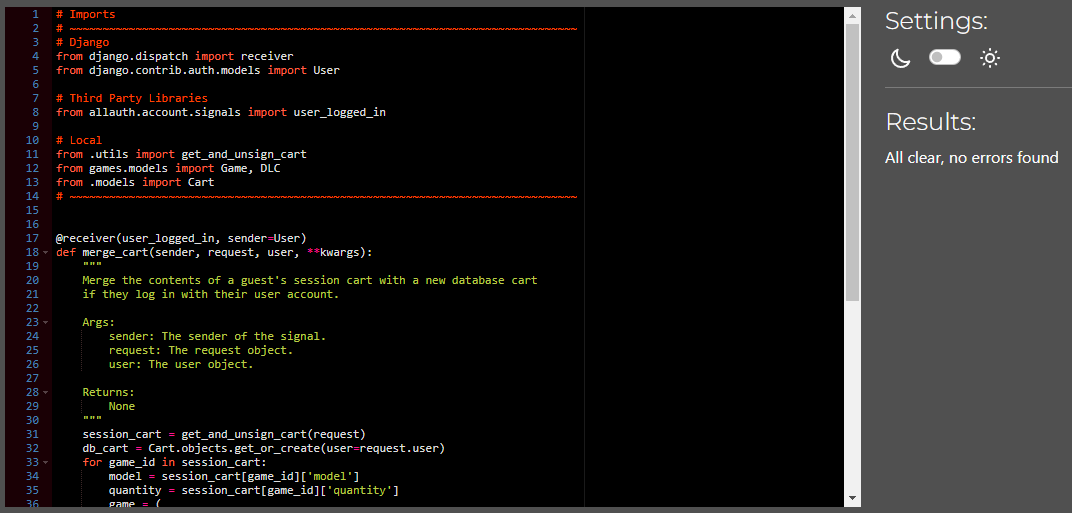 1 # Imports
2 # ~~~~~~~~~~~~~~~~~~~~~~~~~~~~~~~~~~~~~~~~~~~~~~~~~~~~~~~~~~~~~~~~~~~~~~~~~~~~~
3 # Django
4 from django.dispatch import receiver
5 from django.contrib.auth.models import User
6
7 # Third Party Libraries
8 from allauth.account.signals import user_logged_in
9
10 # Local
11 from .utils import get_and_unsign_cart
12 from games.models import Game, DLC
13 from .models import Cart
14 # ~~~~~~~~~~~~~~~~~~~~~~~~~~~~~~~~~~~~~~~~~~~~~~~~~~~~~~~~~~~~~~~~~~~~~~~~~~~~~
15
16
17 @receiver(user_logged_in, sender=User)
18 def merge_cart(sender, request, user, **kwargs):
19     """
20     Merge the contents of a guest's session cart with a new database cart
21     if they log in with their user account.
22
23     Args:
24         sender: The sender of the signal.
25         request: The request object.
26         user: The user object.
27
28     Returns:
29         None
30     """
31     session_cart = get_and_unsign_cart(request)
32     db_cart = Cart.objects.get_or_create(user=request.user)
33     for game_id in session_cart:
34         model = session_cart[game_id]['model']
35         quantity = session_cart[game_id]['quantity']
36         game = (
Settings:
Results:
All clear, no errors found